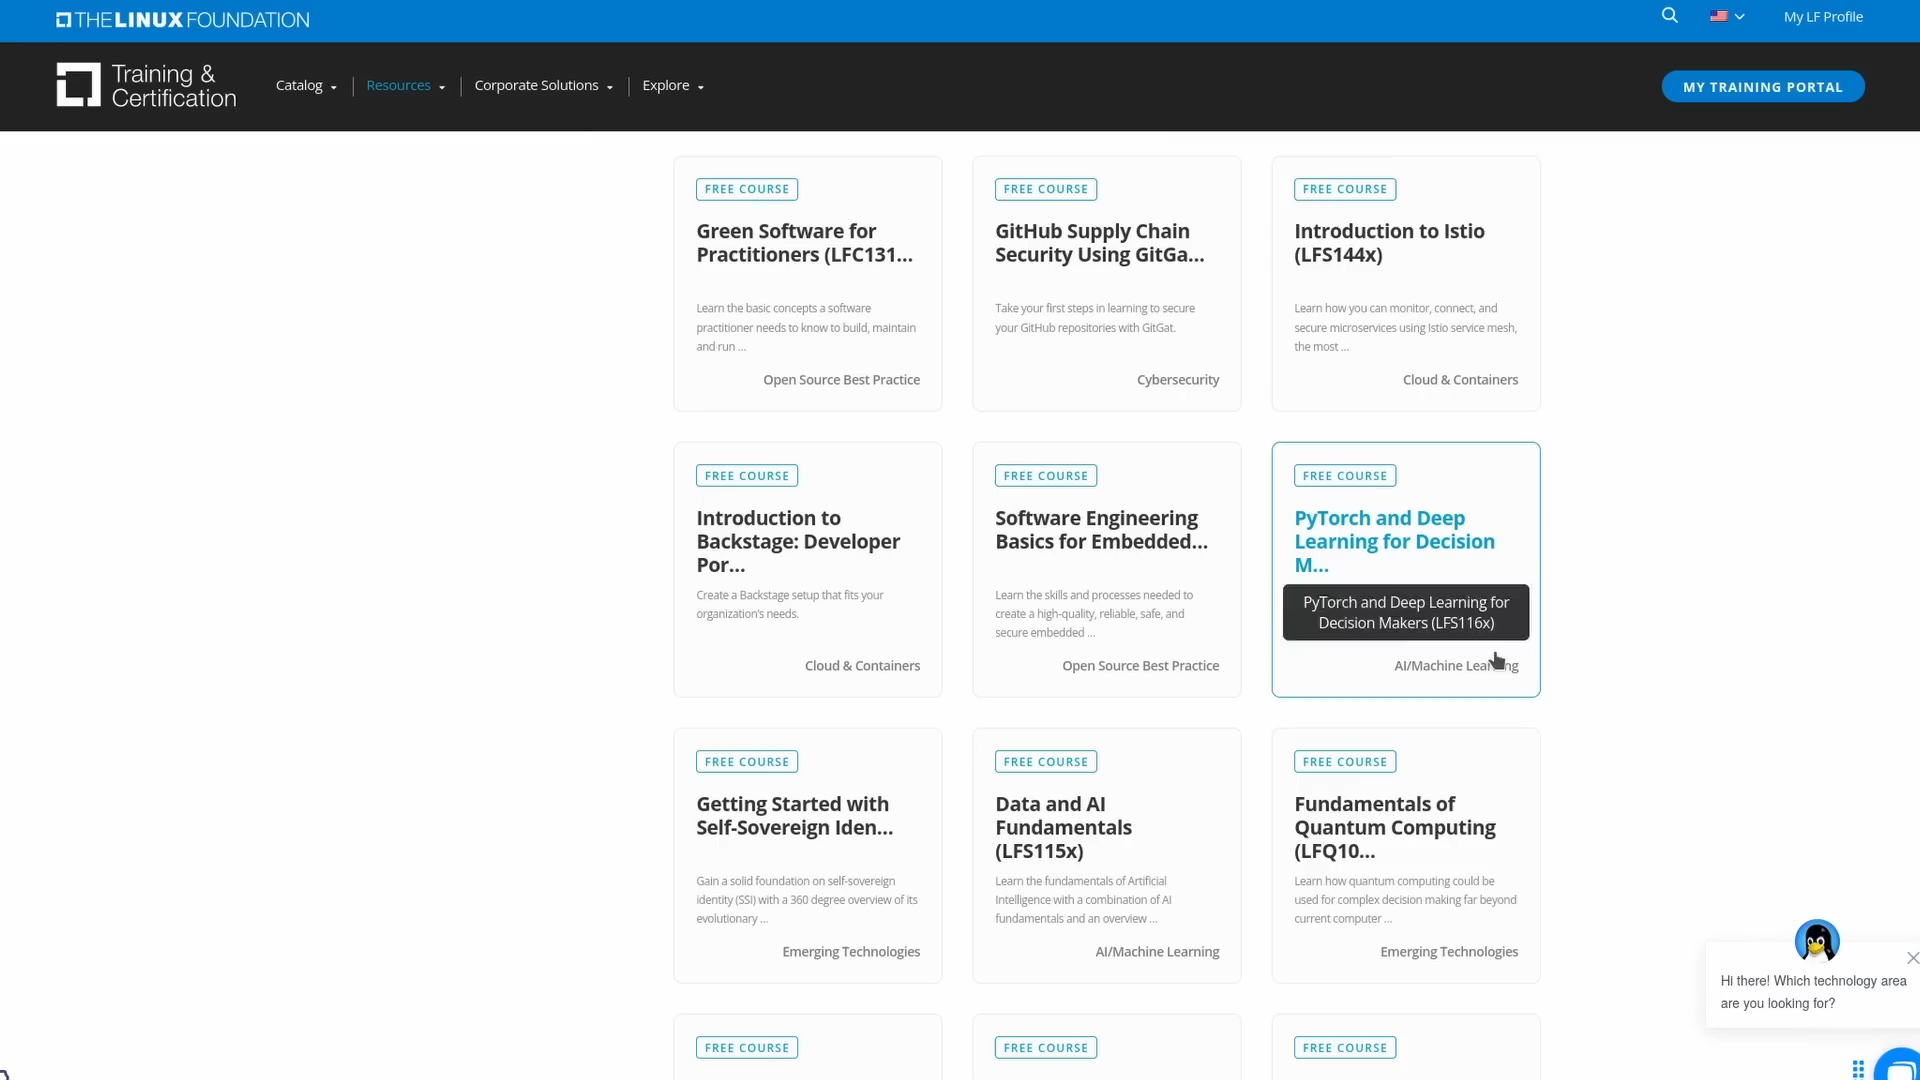 THE LINUX FOUNDATION
My LF Profile
Training &
Certification
Catalog
Resources
Corporate Solutions
Explore
MY TRAINING PORTAL
FREE COURSE
Green Software for
Practitioners (LFC131...
Learn the basic concepts a software
practitioner needs to know to build, maintain
and run ...
Open Source Best Practice
FREE COURSE
GitHub Supply Chain
Security Using GitGa...
Take your first steps in learning to secure
your GitHub repositories with GitGat.
Cybersecurity
FREE COURSE
Introduction to Istio
(LFS144x)
Learn how you can monitor, connect, and
secure microservices using Istio service mesh,
the most ...
Cloud & Containers
FREE COURSE
Introduction to
Backstage: Developer
Por...
Create a Backstage setup that fits your
organization's needs.
Cloud & Containers
FREE COURSE
Software Engineering
Basics for Embedded...
Learn the skills and processes needed to
create a high-quality, reliable, safe, and
secure embedded ...
Open Source Best Practice
FREE COURSE
PyTorch and Deep
Learning for Decision
M...
PyTorch and Deep Learning for
Decision Makers (LFS116x)
AI/Machine Learning
FREE COURSE
Getting Started with
Self-Sovereign Iden...
Gain a solid foundation on self-sovereign
identity (SSI) with a 360 degree overview of its
evolutionary ...
Emerging Technologies
FREE COURSE
Data and AI
Fundamentals
(LFS115x)
Learn the fundamentals of Artificial
Intelligence with a combination of AI
fundamentals and an overview ...
AI/Machine Learning
FREE COURSE
Fundamentals of
Quantum Computing
(LFQ10...
Learn how quantum computing could be
used for complex decision making far beyond
current computer ...
Emerging Technologies
FREE COURSE
FREE COURSE
FREE COURSE
Hi there! Which technology area
are you looking for?